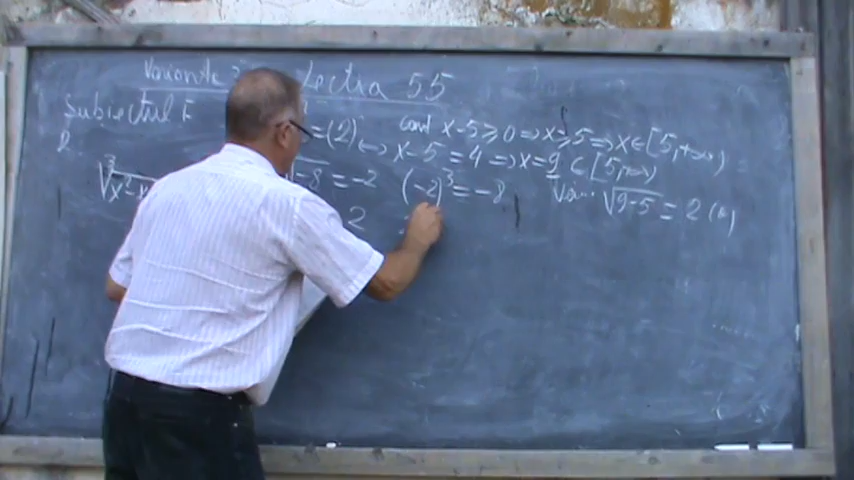 Varianta Lectia 55
Subiectul I
2 =(2) cond x-5≥0 ⇒ x≥5 ⇒ x∈[5,+∞)
⇔ x-5=4 ⇒ x=9∈[5,+∞)
∛x² -8 = -2 (-2)³=-8 √9-5 = 2 (A)
2